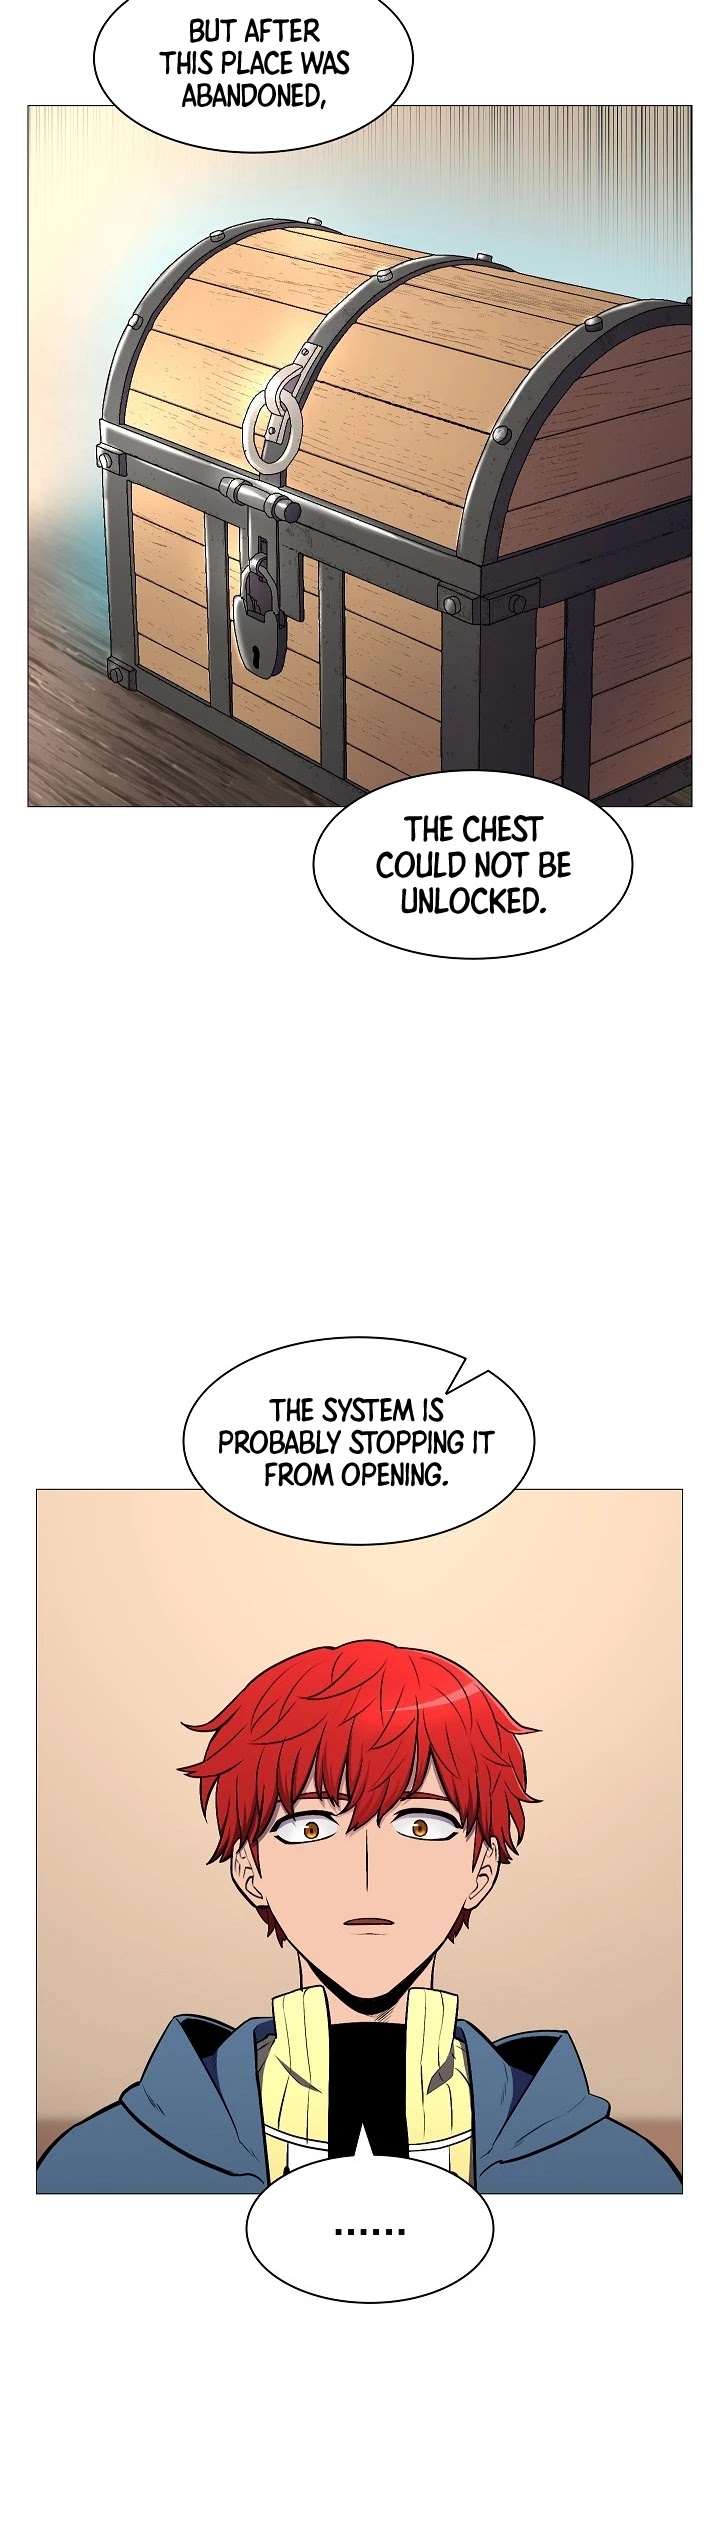 BUT AFTER
THIS PLACE WAS
ABANDONED,
THE CHEST
COULD NOT BE
UNLOCKED.
THE SYSTEM IS
PROBABLY STOPPING IT
FROM OPENING.
......